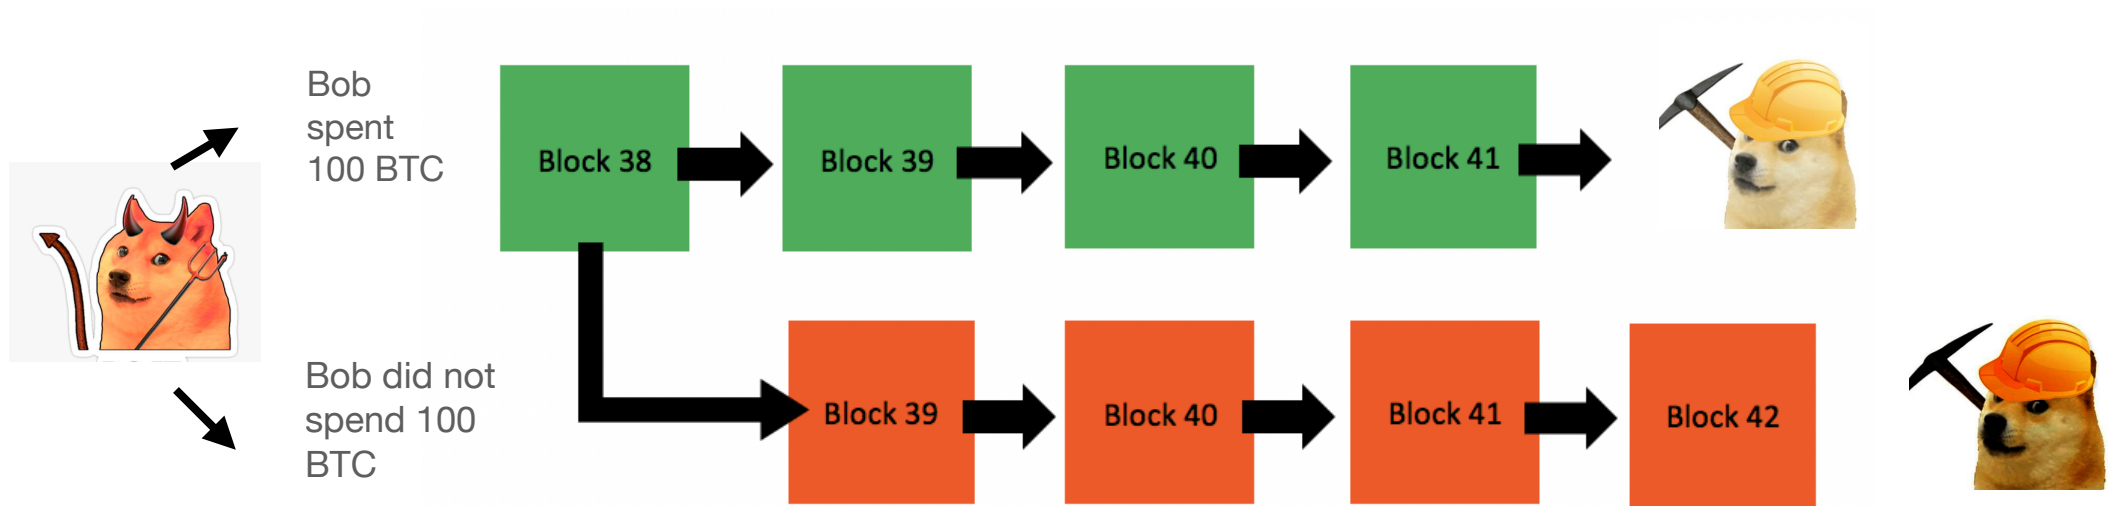 Bob
spent
100 BTC
Block 38
Block 39
Block 40
Block 41
Bob did not
spend 100
BTC
Block 39
Block 40
Block 41
Block 42